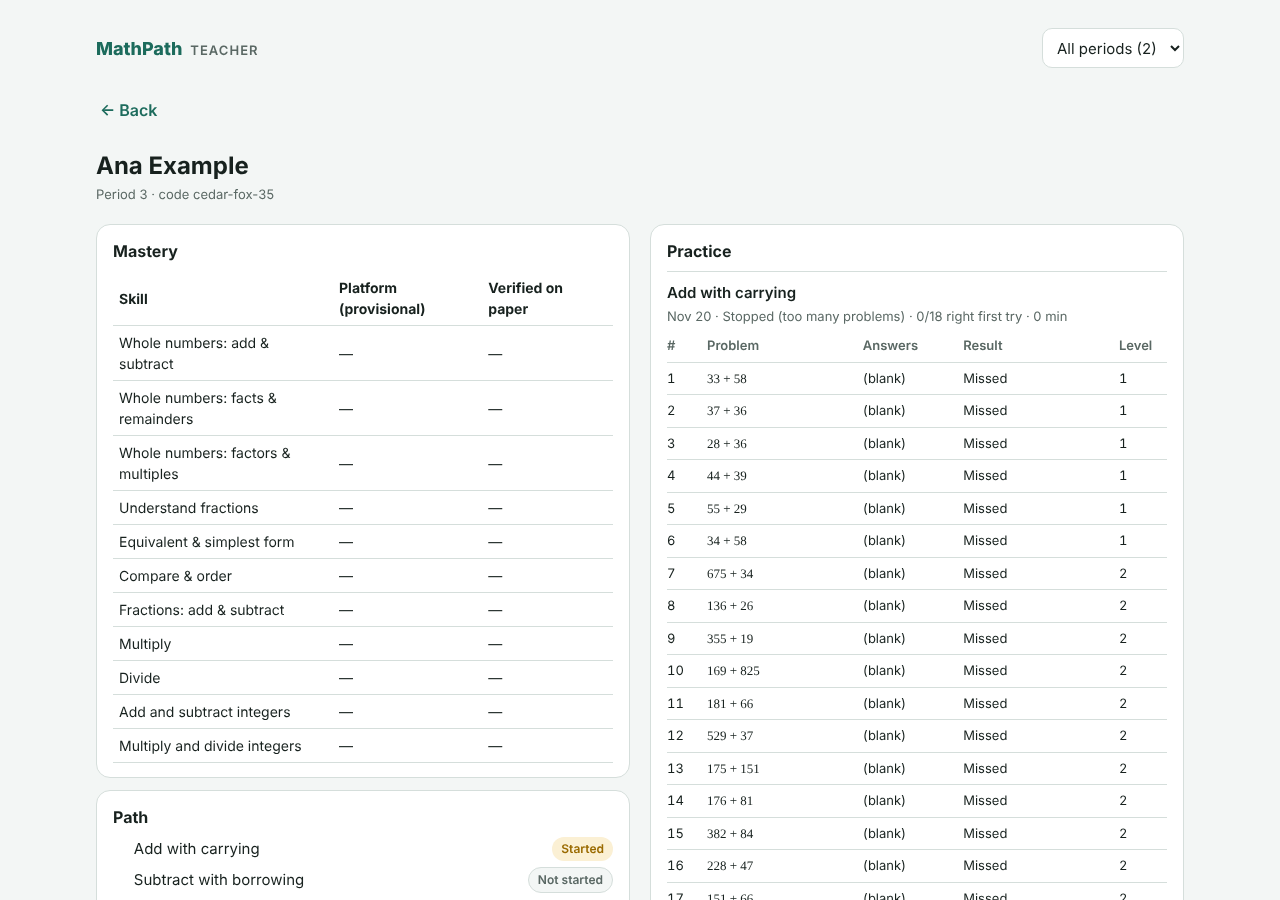 MathPath TEACHER
All periods (2)
← Back
Ana Example
Period 3 · code cedar-fox-35
Mastery
Skill Platform (provisional) Verified on paper
Whole numbers: add & subtract — —
Whole numbers: facts & remainders — —
Whole numbers: factors & multiples — —
Understand fractions — —
Equivalent & simplest form — —
Compare & order — —
Fractions: add & subtract — —
Multiply — —
Divide — —
Add and subtract integers — —
Multiply and divide integers — —
Path
Add with carrying Started
Subtract with borrowing Not started
Practice
Add with carrying
Nov 20 · Stopped (too many problems) · 0/18 right first try · 0 min
# Problem Answers Result Level
1 33 + 58 (blank) Missed 1
2 37 + 36 (blank) Missed 1
3 28 + 36 (blank) Missed 1
4 44 + 39 (blank) Missed 1
5 55 + 29 (blank) Missed 1
6 34 + 58 (blank) Missed 1
7 675 + 34 (blank) Missed 2
8 136 + 26 (blank) Missed 2
9 355 + 19 (blank) Missed 2
10 169 + 825 (blank) Missed 2
11 181 + 66 (blank) Missed 2
12 529 + 37 (blank) Missed 2
13 175 + 151 (blank) Missed 2
14 176 + 81 (blank) Missed 2
15 382 + 84 (blank) Missed 2
16 228 + 47 (blank) Missed 2
17 151 + 66 (blank) Missed 2